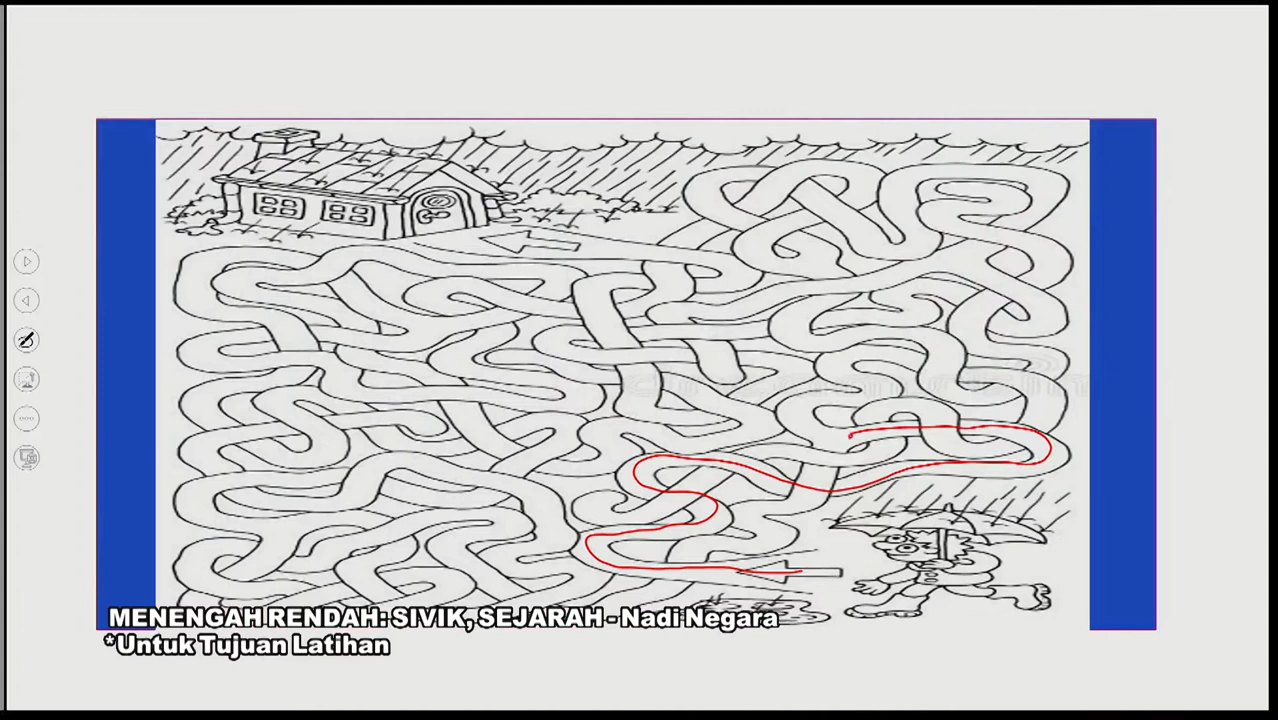 MENENGAH RENDAH: SIVIK, SEJARAH - Nadi Negara
*Untuk Tujuan Latihan